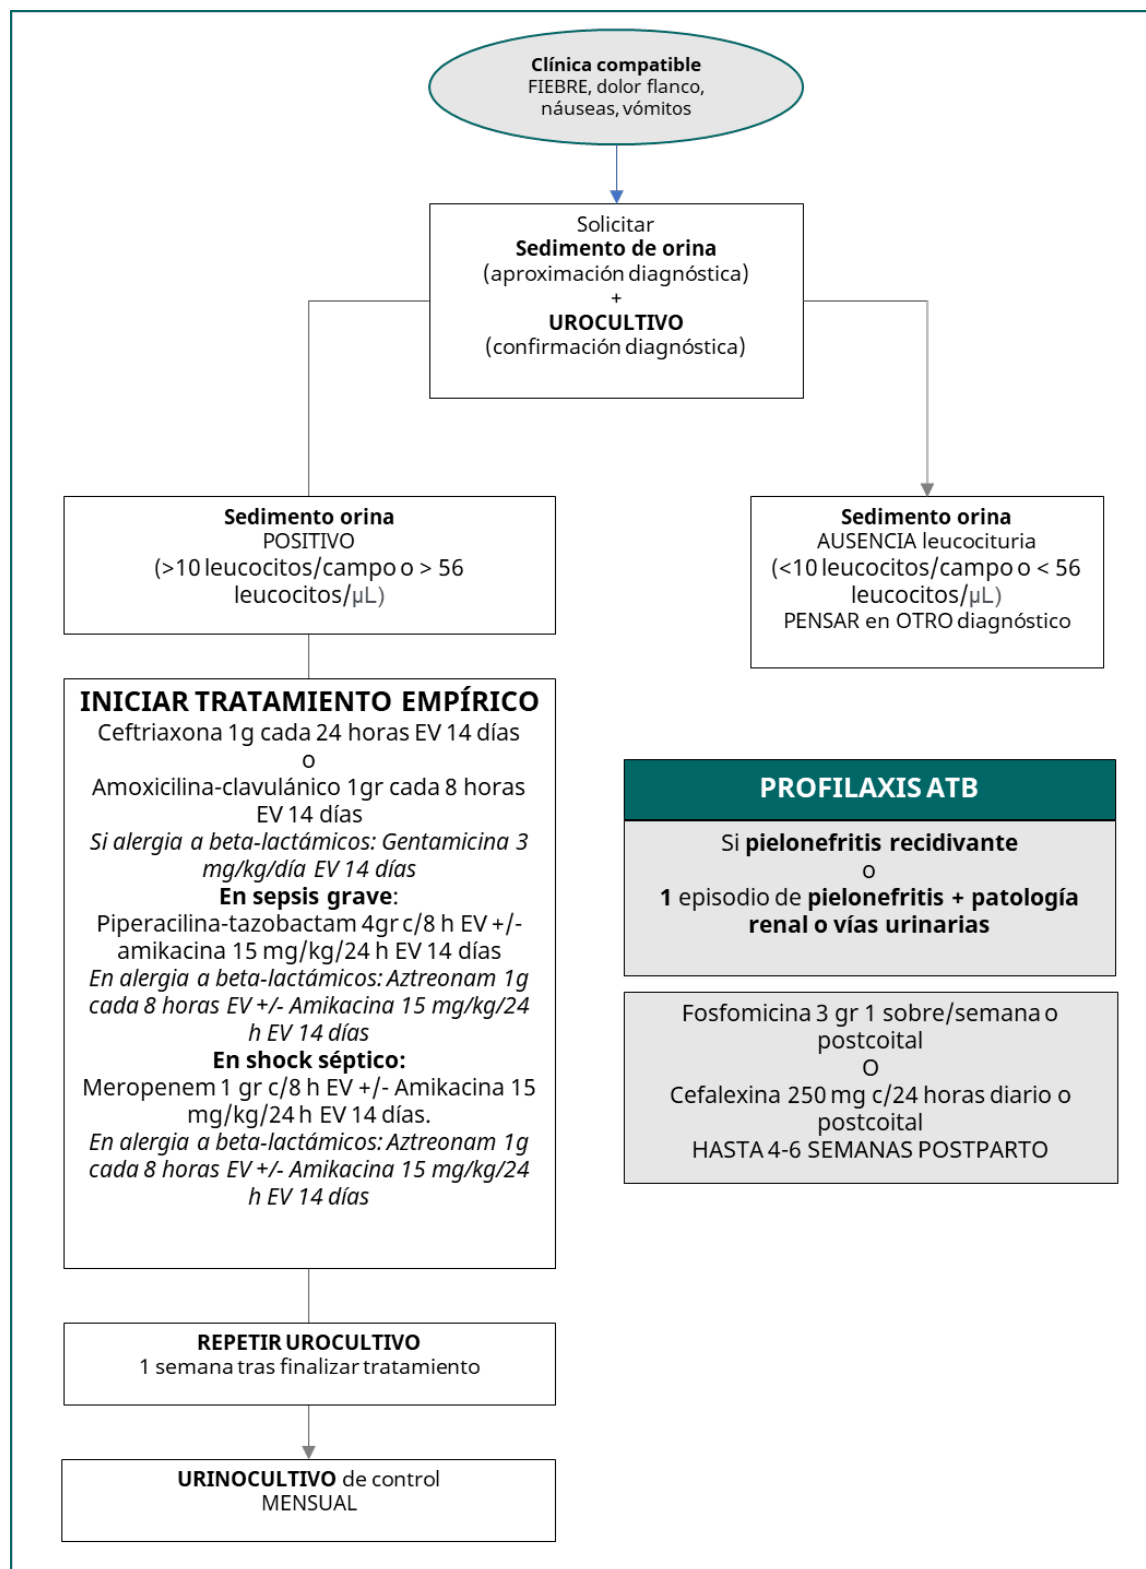 Clínica compatible
FIEBRE, dolor flanco,
náuseas, vómitos
Solicitar
Sedimento de orina
(aproximación diagnóstica)
+
UROCULTIVO
(confirmación diagnóstica)
Sedimento orina
POSITIVO
(>10 leucocitos/campo o > 56
leucocitos/µL)
Sedimento orina
AUSENCIA leucocituria
(<10 leucocitos/campo o < 56
leucocitos/µL)
PENSAR en OTRO diagnóstico
INICIAR TRATAMIENTO EMPÍRICO
Ceftriaxona 1g cada 24 horas EV 14 días
o
Amoxicilina-clavulánico 1gr cada 8 horas
EV 14 días
Si alergia a beta-lactámicos: Gentamicina 3
mg/kg/día EV 14 días
En sepsis grave:
Piperacilina-tazobactam 4gr c/8 h EV +/-
amikacina 15 mg/kg/24 h EV 14 días
En alergia a beta-lactámicos: Aztreonam 1g
cada 8 horas EV +/- Amikacina 15 mg/kg/24
h EV 14 días
En shock séptico:
Meropenem 1 gr c/8 h EV +/- Amikacina 15
mg/kg/24 h EV 14 días.
En alergia a beta-lactámicos: Aztreonam 1g
cada 8 horas EV +/- Amikacina 15 mg/kg/24
h EV 14 días
PROFILAXIS ATB
Si pielonefritis recidivante
o
1 episodio de pielonefritis + patología
renal o vías urinarias
Fosfomicina 3 gr 1 sobre/semana o
postcoital
O
Cefalexina 250 mg c/24 horas diario o
postcoital
HASTA 4-6 SEMANAS POSTPARTO
REPETIR UROCULTIVO
1 semana tras finalizar tratamiento
URINOCULTIVO de control
MENSUAL